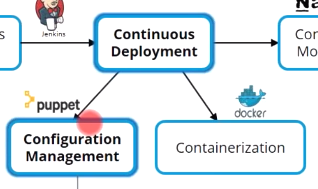 Jenkins
Continuous
Deployment
puppet
docker
Configuration
Management
Containerization